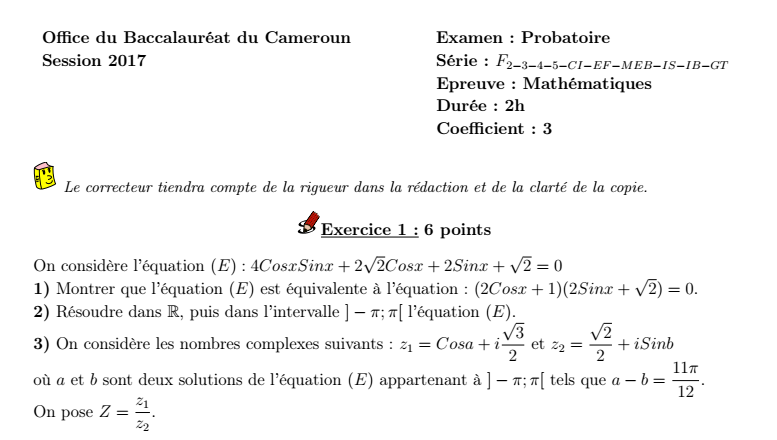 Office du Baccalauréat du Cameroun
Session 2017
Examen : Probatoire
Série : F₂₋₃₋₄₋₅₋CI₋EF₋MEB₋IS₋IB₋GT
Epreuve : Mathématiques
Durée : 2h
Coefficient : 3
Le correcteur tiendra compte de la rigueur dans la rédaction et de la clarté de la copie.
Exercice 1 : 6 points
On considère l'équation (E) : 4CosxSinx + 2√2Cosx + 2Sinx + √2 = 0
1) Montrer que l'équation (E) est équivalente à l'équation : (2Cosx + 1)(2Sinx + √2) = 0.
2) Résoudre dans ℝ, puis dans l'intervalle ] − π; π[ l'équation (E).
3) On considère les nombres complexes suivants : z₁ = Cosa + i√3/2 et z₂ = √2/2 + iSinb
où a et b sont deux solutions de l'équation (E) appartenant à ] − π; π[ tels que a − b = 11π/12.
On pose Z = z₁/z₂.